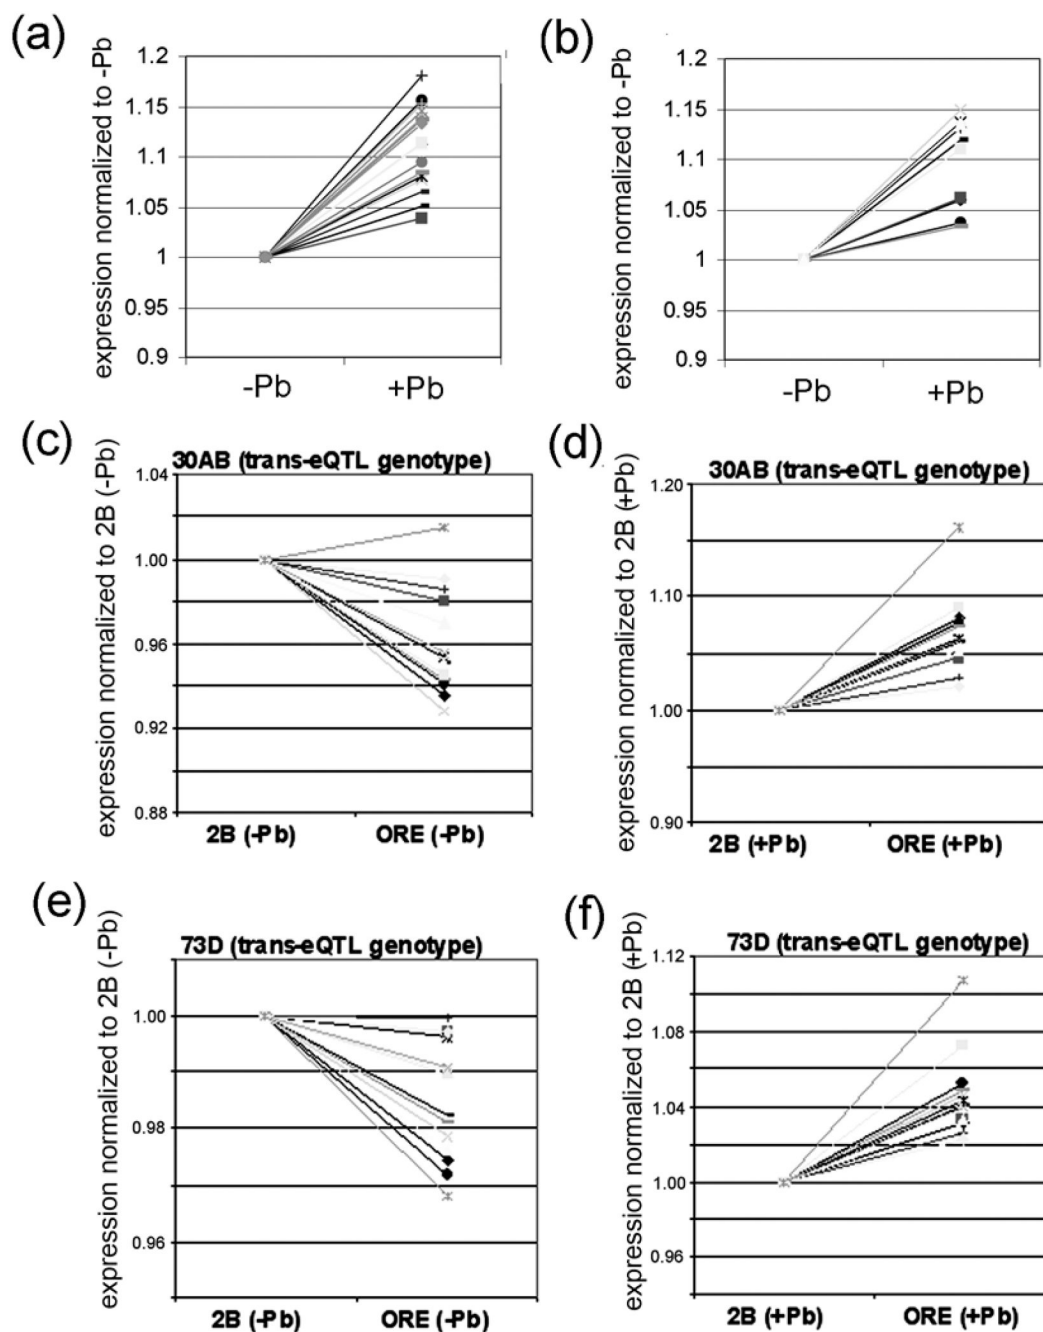 (a)
expression normalized to -Pb
1.2
1.15
1.1
1.05
1
0.95
0.9
-Pb +Pb
(b)
expression normalized to -Pb
1.2
1.15
1.1
1.05
1
0.95
0.9
-Pb +Pb
(c)
expression normalized to 2B (-Pb)
30AB (trans-eQTL genotype)
1.04
1.00
0.96
0.92
0.88
2B (-Pb) ORE (-Pb)
(d)
expression normalized to 2B (+Pb)
30AB (trans-eQTL genotype)
1.20
1.10
1.00
0.90
2B (+Pb) ORE (+Pb)
(e)
expression normalized to 2B (-Pb)
73D (trans-eQTL genotype)
1.00
0.98
0.96
2B (-Pb) ORE (-Pb)
(f)
expression normalized to 2B (+Pb)
73D (trans-eQTL genotype)
1.12
1.08
1.04
1.00
0.96
2B (+Pb) ORE (+Pb)